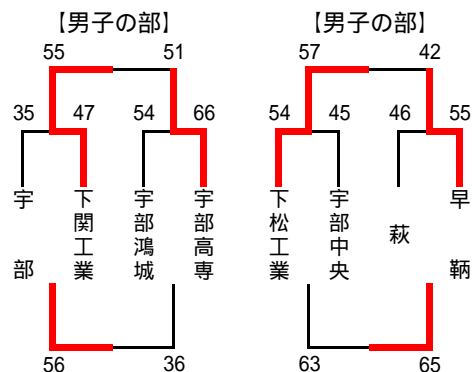 【男子の部】 【男子の部】
55 51 57 42
35 47 54 66 54 45 46 55
宇部
下関工業
宇部鴻城
宇部高専
下松工業
宇部中央
萩
早鞆
56 36 63 65